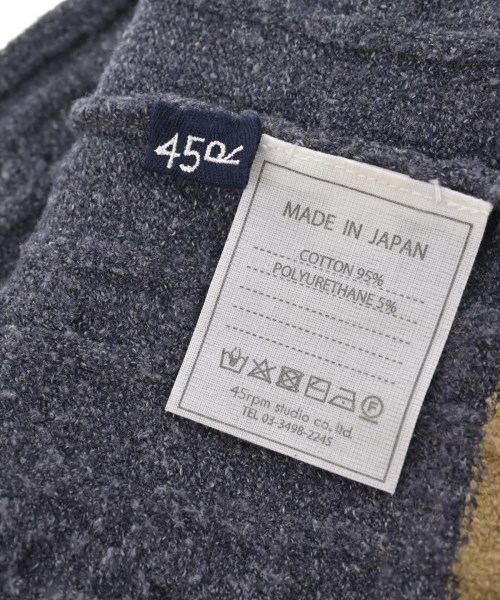 45R
MADE IN JAPAN
COTTON 95%
POLYURETHANE 5%
45rpm studio co., ltd.
TEL 03-3498-2245